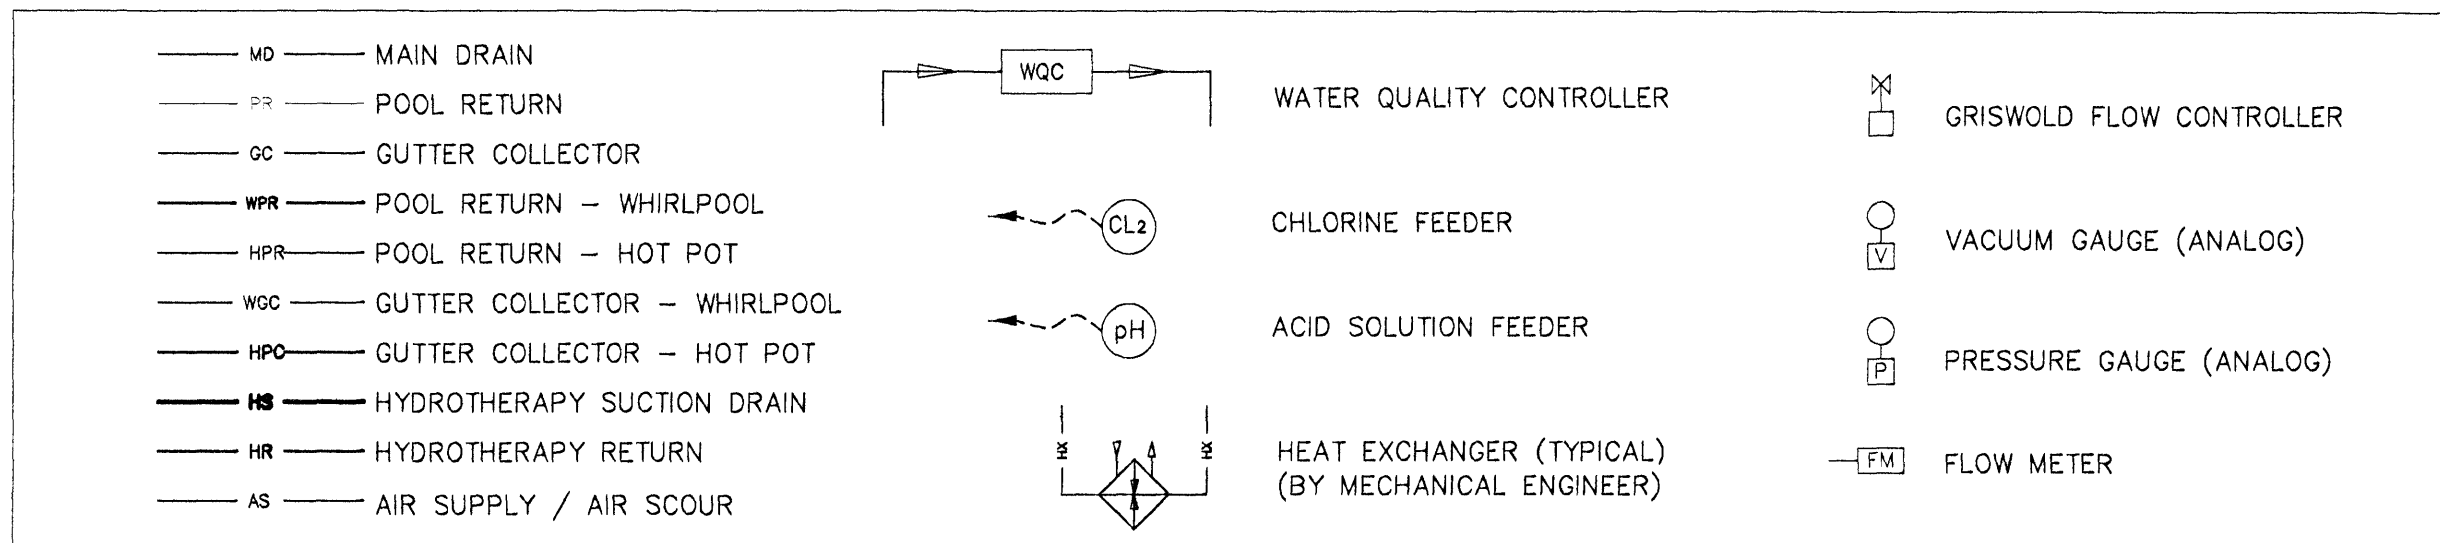 MD MAIN DRAIN
PR POOL RETURN
GC GUTTER COLLECTOR
WPR POOL RETURN - WHIRLPOOL
HPR POOL RETURN - HOT POT
WGC GUTTER COLLECTOR - WHIRLPOOL
HPC GUTTER COLLECTOR - HOT POT
HS HYDROTHERAPY SUCTION DRAIN
HR HYDROTHERAPY RETURN
AS AIR SUPPLY / AIR SCOUR
WQC
WATER QUALITY CONTROLLER
CL2 CHLORINE FEEDER
pH ACID SOLUTION FEEDER
HX HX
HEAT EXCHANGER (TYPICAL)
(BY MECHANICAL ENGINEER)
GRISWOLD FLOW CONTROLLER
V VACUUM GAUGE (ANALOG)
P PRESSURE GAUGE (ANALOG)
FM FLOW METER